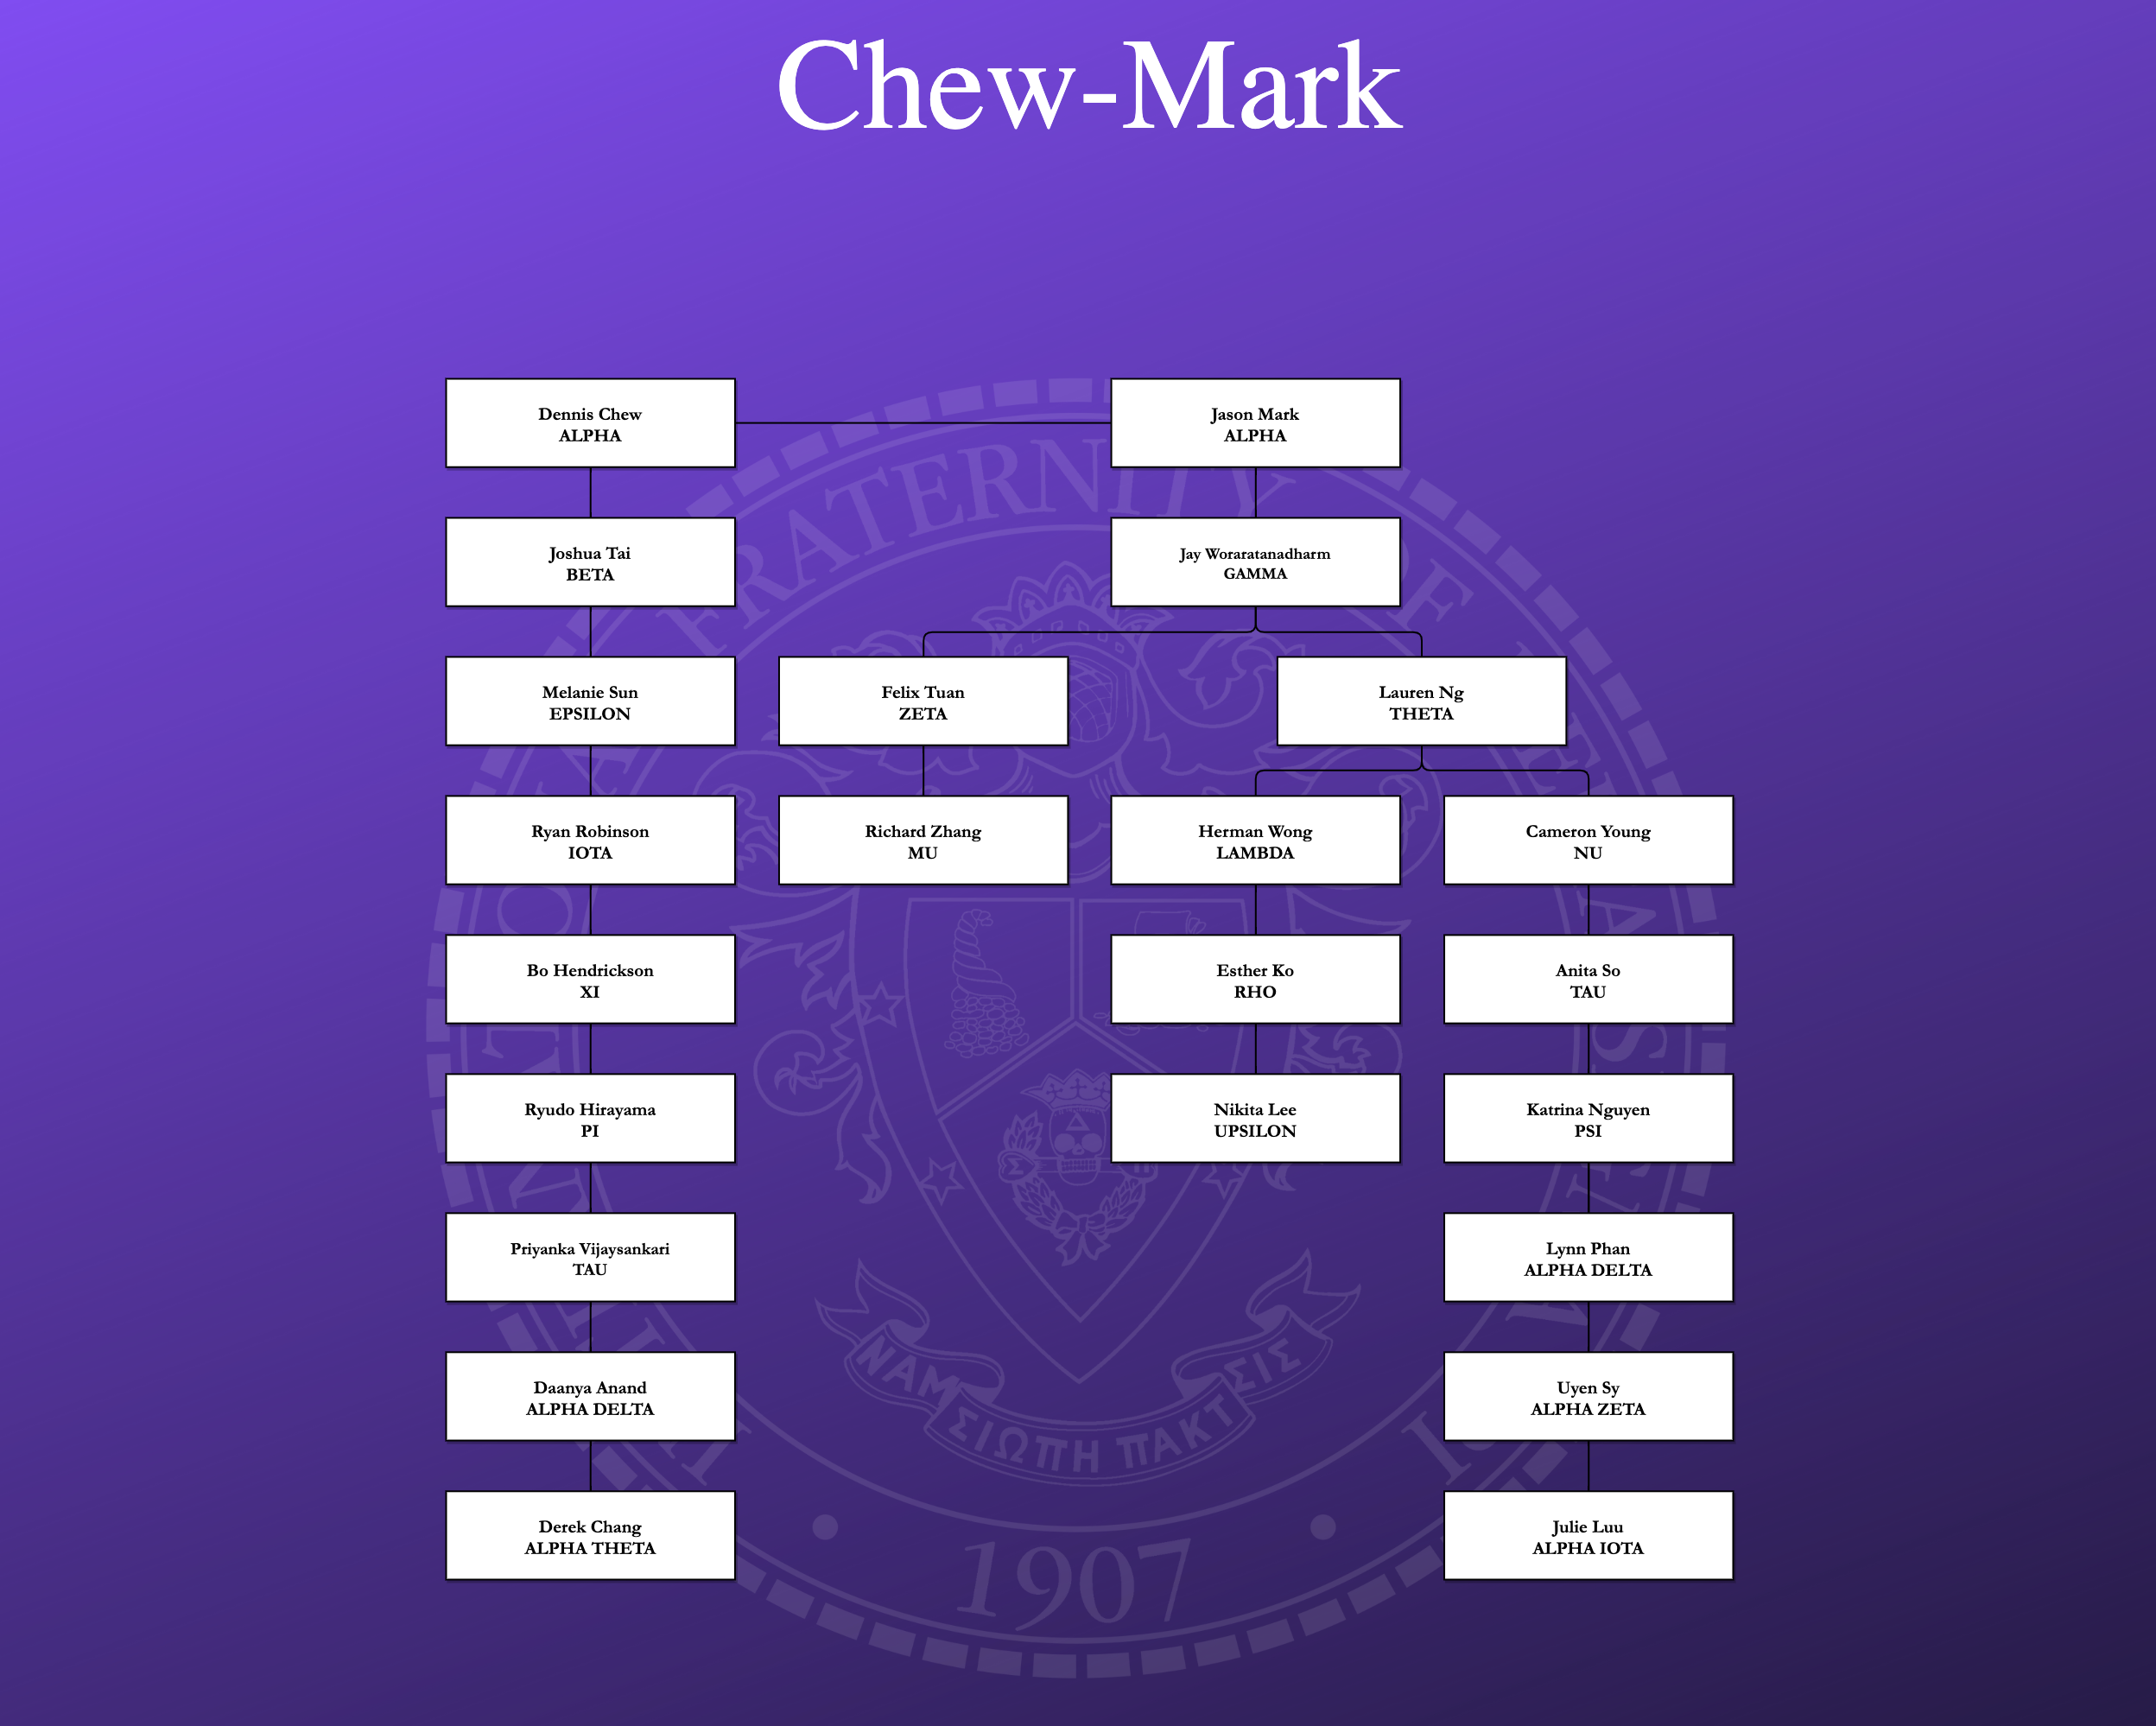 Chew-Mark
Dennis Chew
ALPHA
Jason Mark
ALPHA
Joshua Tai
BETA
Jay Woraratanadharm
GAMMA
Melanie Sun
EPSILON
Felix Tuan
ZETA
Lauren Ng
THETA
Ryan Robinson
IOTA
Richard Zhang
MU
Herman Wong
LAMBDA
Cameron Young
NU
Bo Hendrickson
XI
Esther Ko
RHO
Anita So
TAU
Ryudo Hirayama
PI
Nikita Lee
UPSILON
Katrina Nguyen
PSI
Priyanka Vijaysankari
TAU
Lynn Phan
ALPHA DELTA
Daanya Anand
ALPHA DELTA
Uyen Sy
ALPHA ZETA
Derek Chang
ALPHA THETA
Julie Luu
ALPHA IOTA
FRATERNITY
ΣΙΩΠΗ ΠΑΚΤΣΙΣ
1907